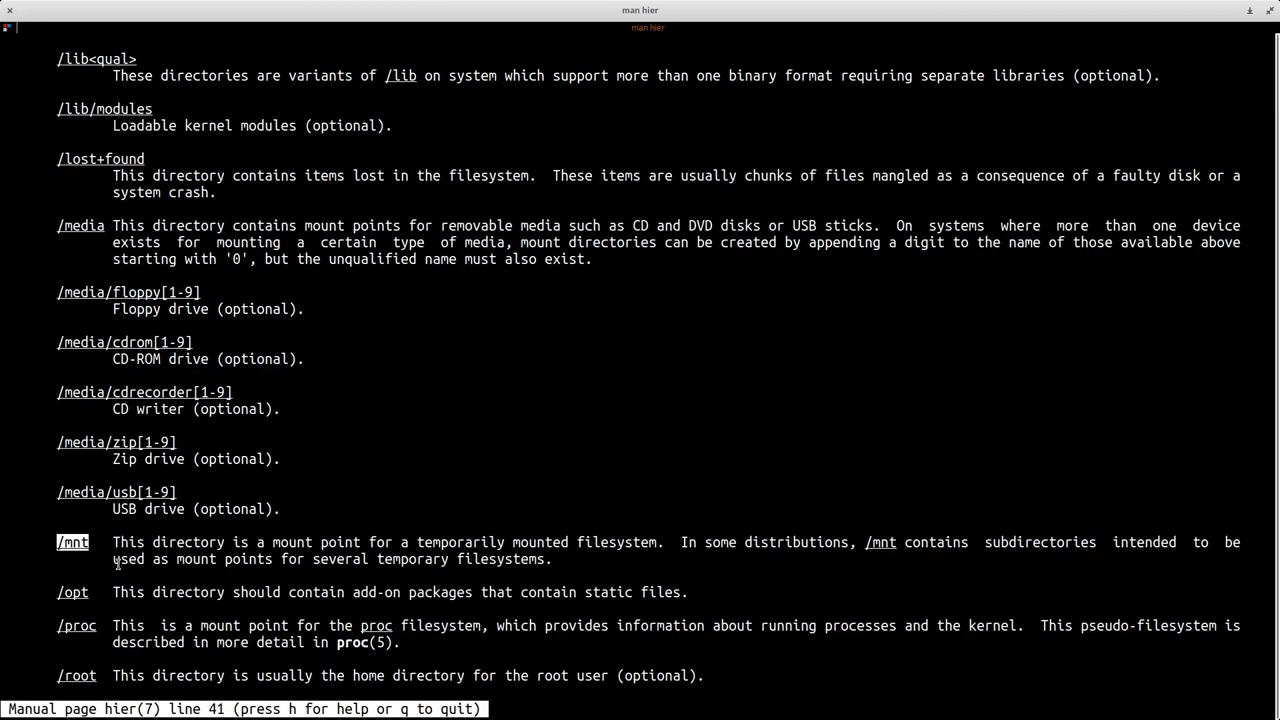 man hier
man hier
/lib<qual>
These directories are variants of /lib on system which support more than one binary format requiring separate libraries (optional).
/lib/modules
Loadable kernel modules (optional).
/lost+found
This directory contains items lost in the filesystem.  These items are usually chunks of files mangled as a consequence of a faulty disk or a
system crash.
/media This directory contains mount points for removable media such as CD and DVD disks or USB sticks.  On  systems  where  more  than  one  device
exists  for  mounting  a  certain  type  of media, mount directories can be created by appending a digit to the name of those available above
starting with '0', but the unqualified name must also exist.
/media/floppy[1-9]
Floppy drive (optional).
/media/cdrom[1-9]
CD-ROM drive (optional).
/media/cdrecorder[1-9]
CD writer (optional).
/media/zip[1-9]
Zip drive (optional).
/media/usb[1-9]
USB drive (optional).
/mnt   This directory is a mount point for a temporarily mounted filesystem.  In some distributions, /mnt contains  subdirectories  intended  to  be
used as mount points for several temporary filesystems.
/opt   This directory should contain add-on packages that contain static files.
/proc  This  is a mount point for the proc filesystem, which provides information about running processes and the kernel.  This pseudo-filesystem is
described in more detail in proc(5).
/root  This directory is usually the home directory for the root user (optional).
Manual page hier(7) line 41 (press h for help or q to quit)